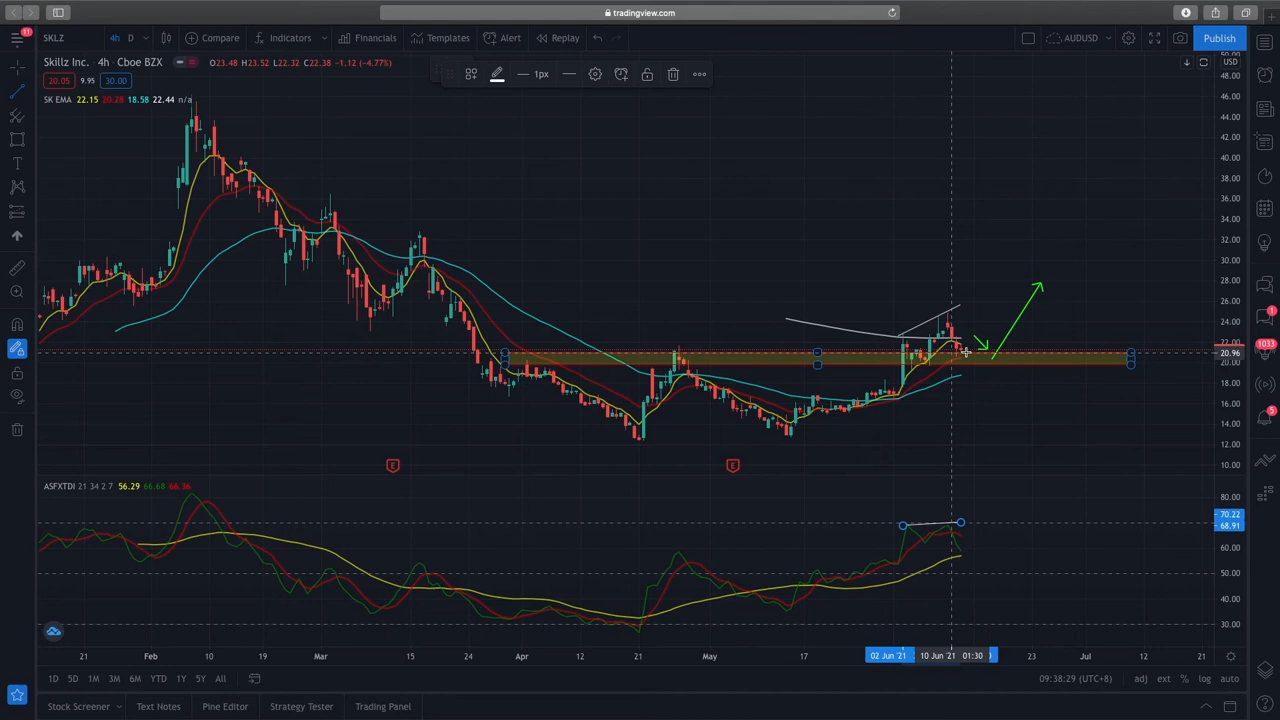 tradingview.com
11
SKLZ 4h D Compare Indicators Financials Templates Alert Replay AUDUSD Publish
Skillz Inc. 4h Cboe BZX O23.48 H23.52 L22.32 C22.38 -1.12 (-4.77%)
1px
USD
20.05 9.95 30.00
SK EMA 22.15 20.28 18.58 22.44 n/a
50.00
48.00
46.00
44.00
42.00
40.00
38.00
36.00
34.00
32.00
30.00
28.00
26.00
24.00
22.00
20.96
20.00
18.00
16.00
14.00
12.00
10.00
1
1033
5
E E
ASFXTDI 21 34 2 7 56.29 66.68 66.36
80.00
70.22
68.91
60.00
50.00
40.00
30.00
21 Feb 10 19 Mar 15 24 Apr 12 21 May 17 02 Jun '21 10 Jun '21 01:30 23 Jul 12 21
1D 5D 1M 3M 6M YTD 1Y 5Y All 09:38:29 (UTC+8) adj ext % log auto
Stock Screener Text Notes Pine Editor Strategy Tester Trading Panel